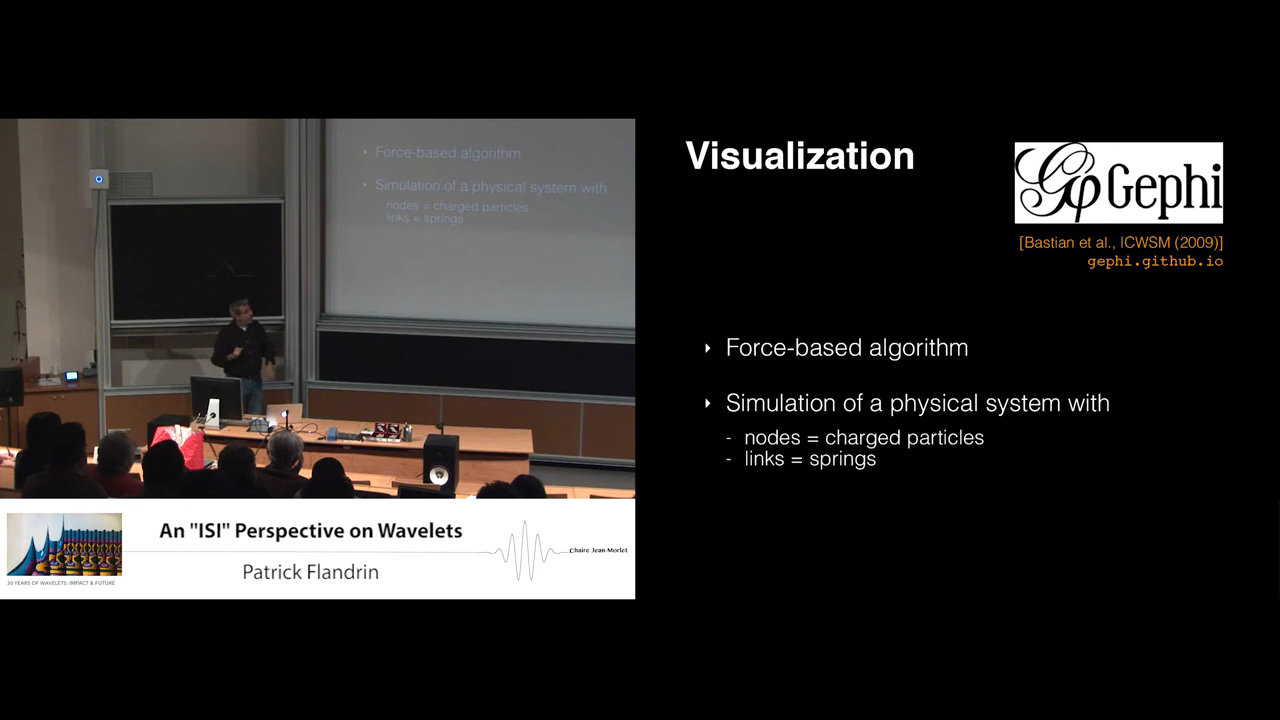 Force-based algorithm
Simulation of a physical system with
nodes = charged particles
links = springs
An "ISI" Perspective on Wavelets
Patrick Flandrin
Chaire Jean-Morlet
30 YEARS OF WAVELETS: IMPACT & FUTURE
Visualization
Gephi
[Bastian et al., ICWSM (2009)]
gephi.github.io
Force-based algorithm
Simulation of a physical system with
- nodes = charged particles
- links = springs